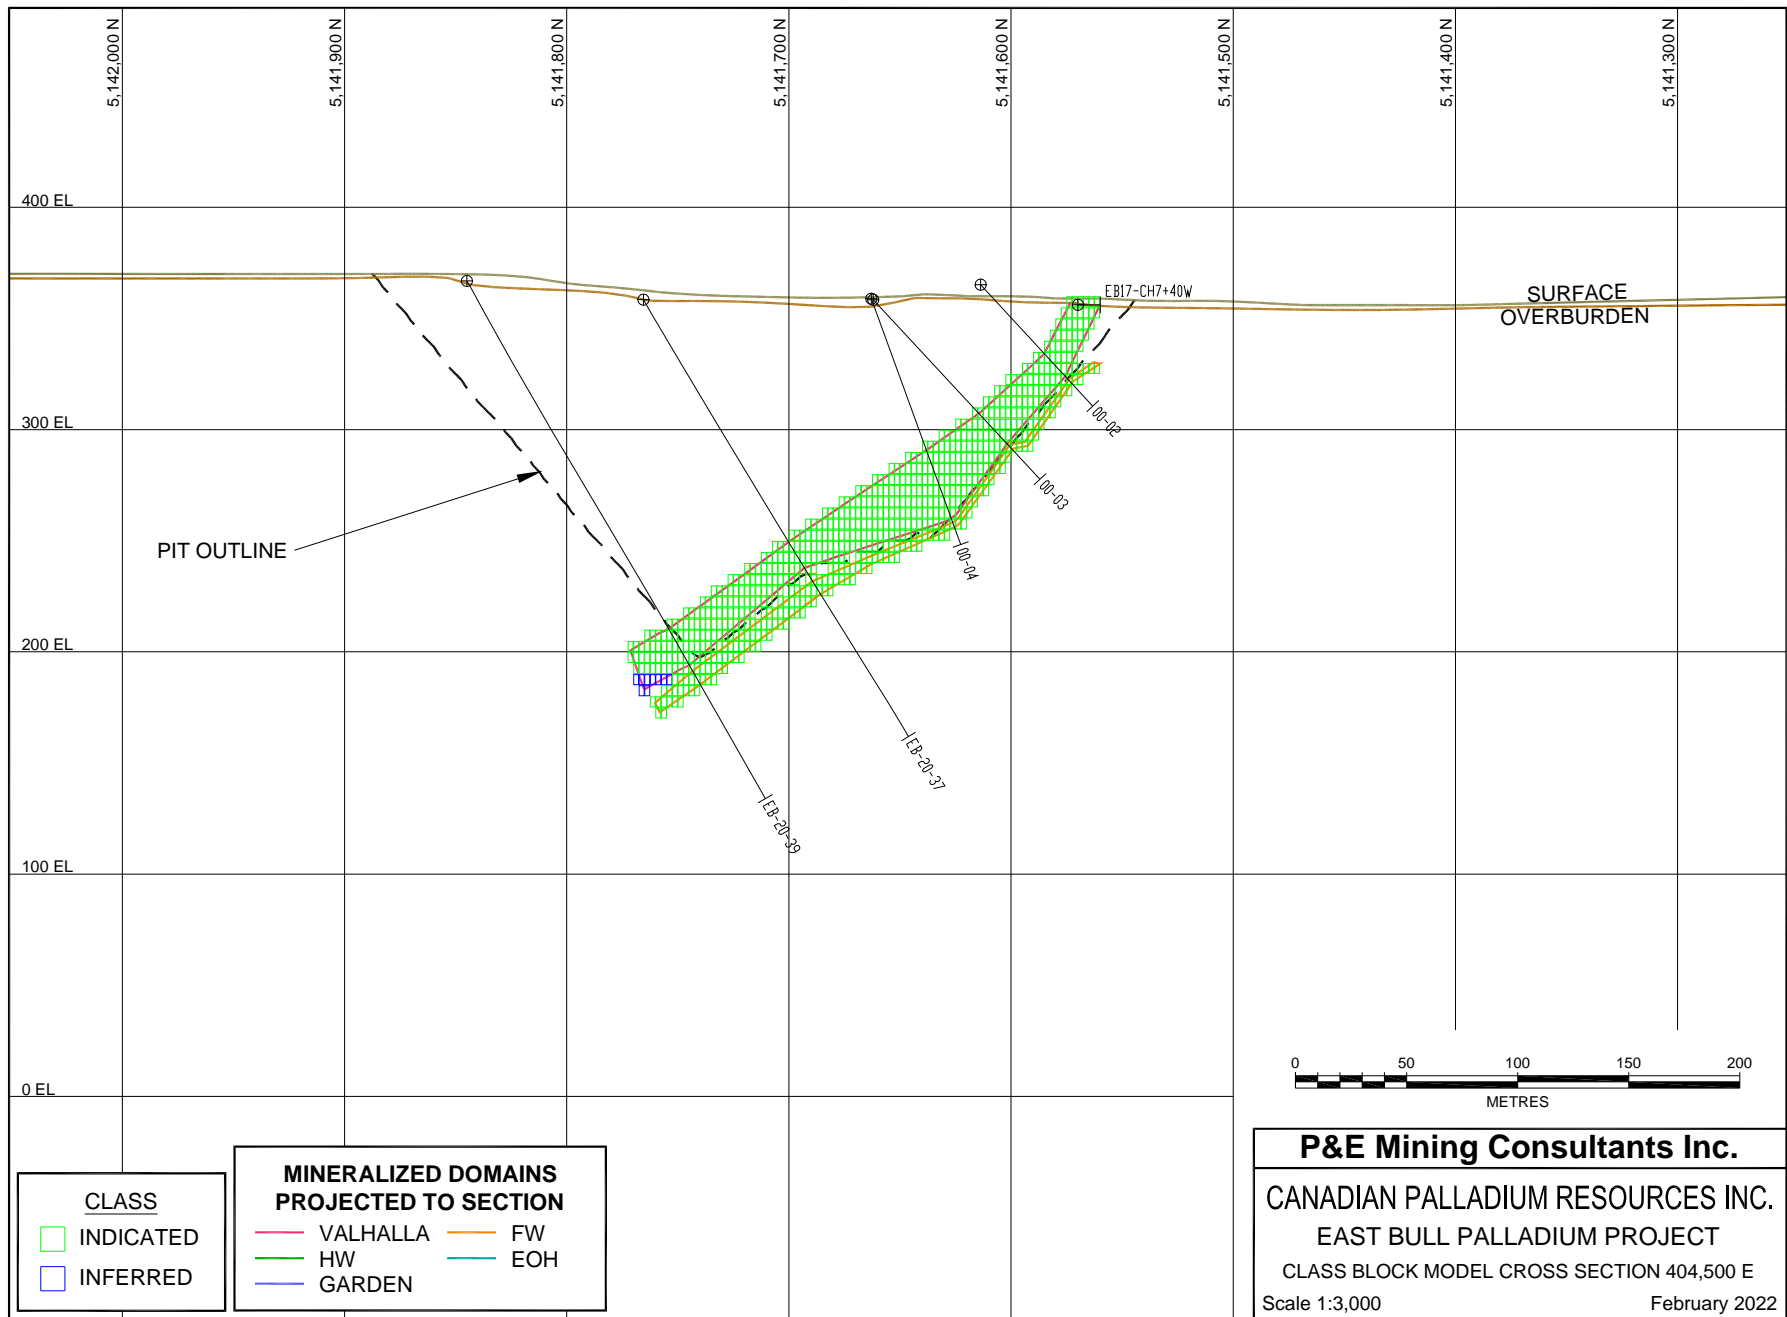 5,142,000 N
5,141,900 N
5,141,800 N
5,141,700 N
5,141,600 N
5,141,500 N
5,141,400 N
5,141,300 N
400 EL
EB17-CH7+40W
SURFACE
OVERBURDEN
300 EL
00-02
00-03
PIT OUTLINE
00-04
200 EL
EB-20-37
EB-20-39
100 EL
0 EL
0 50 100 150 200
METRES
CLASS
INDICATED
INFERRED
MINERALIZED DOMAINS
PROJECTED TO SECTION
VALHALLA FW
HW EOH
GARDEN
P&E Mining Consultants Inc.
CANADIAN PALLADIUM RESOURCES INC.
EAST BULL PALLADIUM PROJECT
CLASS BLOCK MODEL CROSS SECTION 404,500 E
Scale 1:3,000 February 2022